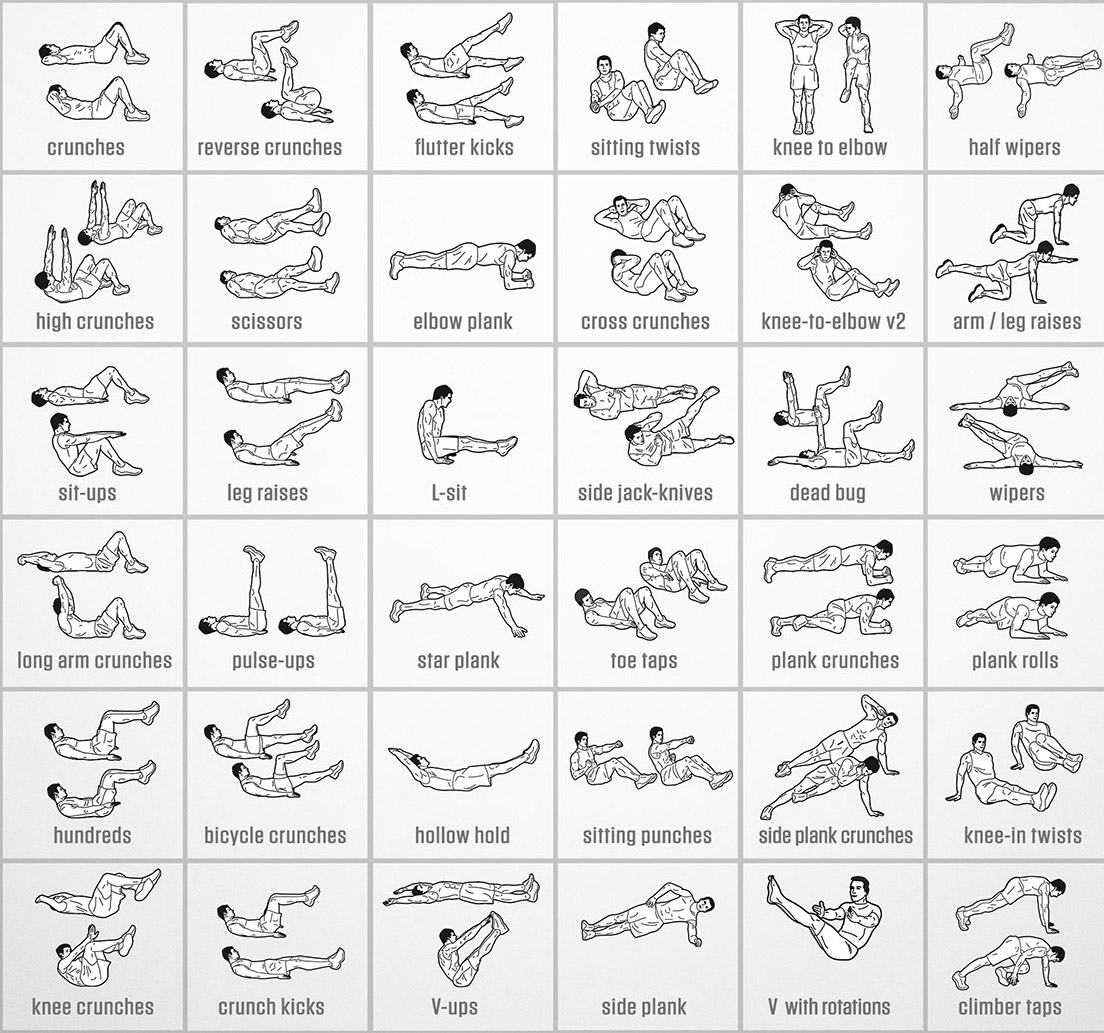 crunches
reverse crunches
flutter kicks
sitting twists
knee to elbow
half wipers
high crunches
scissors
elbow plank
cross crunches
knee-to-elbow v2
arm / leg raises
sit-ups
leg raises
L-sit
side jack-knives
dead bug
wipers
long arm crunches
pulse-ups
star plank
toe taps
plank crunches
plank rolls
hundreds
bicycle crunches
hollow hold
sitting punches
side plank crunches
knee-in twists
knee crunches
crunch kicks
V-ups
side plank
V with rotations
climber taps